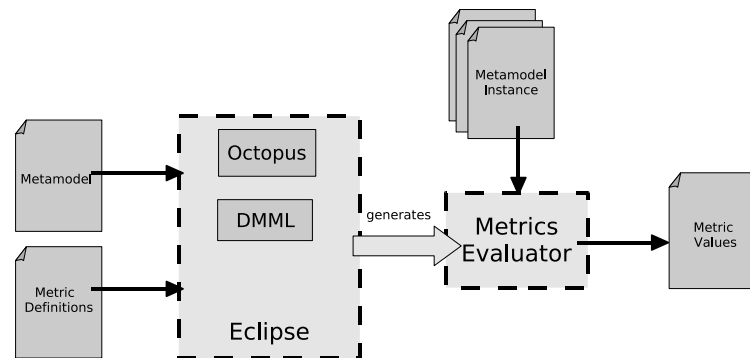 Metamodel
Instance
Octopus
Metamodel
DMML
generates
Metrics
Evaluator
Metric
Values
Metric
Definitions
Eclipse